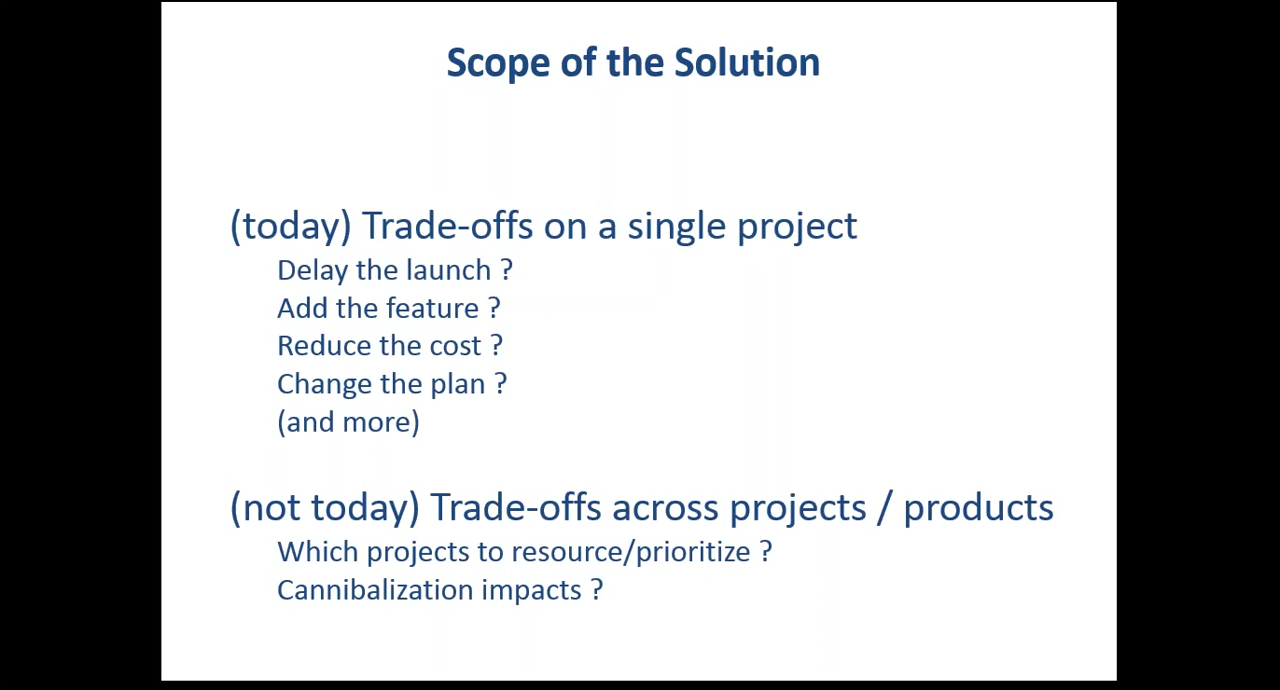 Scope of the Solution
(today) Trade-offs on a single project
Delay the launch ?
Add the feature ?
Reduce the cost ?
Change the plan ?
(and more)
(not today) Trade-offs across projects / products
Which projects to resource/prioritize ?
Cannibalization impacts ?